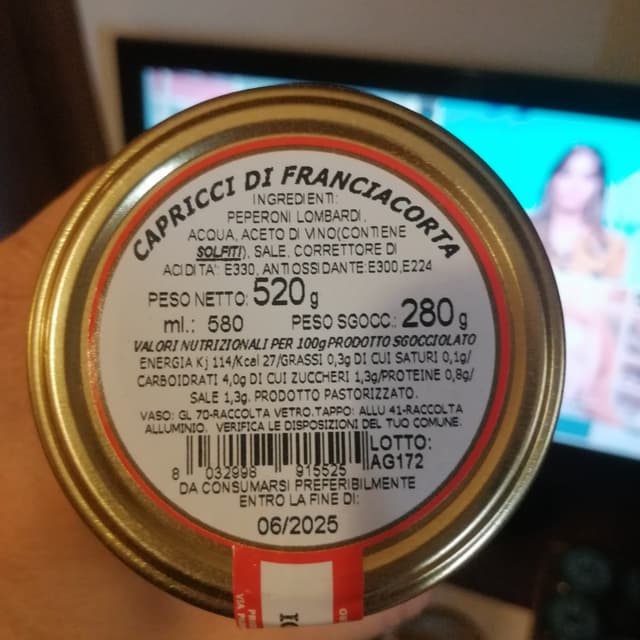 CAPRICCI DI FRANCIACORTA
INGREDIENTI:
PEPERONI LOMBARDI,
ACQUA, ACETO DI VINO(CONTIENE
SOLFITI), SALE, CORRETTORE DI
ACIDITA': E330, ANTIOSSIDANTE:E300,E224
PESO NETTO: 520 g
ml.: 580 PESO SGOCC.: 280 g
VALORI NUTRIZIONALI PER 100g PRODOTTO SGOCCIOLATO
ENERGIA Kj 114/Kcal 27/GRASSI 0,3g DI CUI SATURI 0,1g/
CARBOIDRATI 4,0g DI CUI ZUCCHERI 1,3g/PROTEINE 0,8g/
SALE 1,3g. PRODOTTO PASTORIZZATO.
VASO: GL 70-RACCOLTA VETRO.TAPPO: ALLU 41-RACCOLTA
ALLUMINIO. VERIFICA LE DISPOSIZIONI DEL TUO COMUNE.
LOTTO:
AG172
8 032998 915525
DA CONSUMARSI PREFERIBILMENTE
ENTRO LA FINE DI:
06/2025